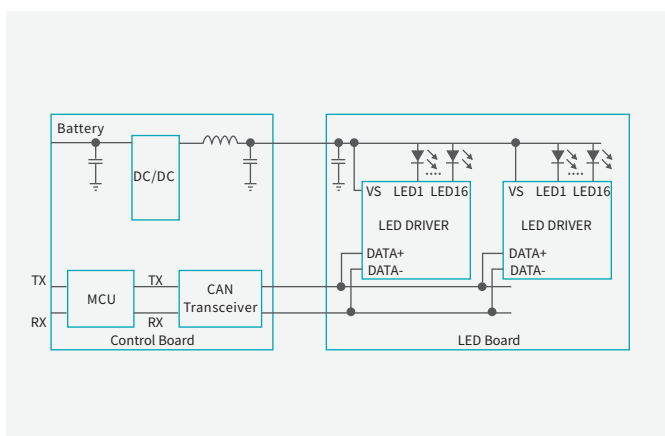 Battery
DC/DC
VS LED1 LED16
VS LED1 LED16
LED DRIVER
LED DRIVER
DATA+
DATA-
DATA+
DATA-
TX
TX
MCU
CAN
Transceiver
RX
RX
Control Board
LED Board